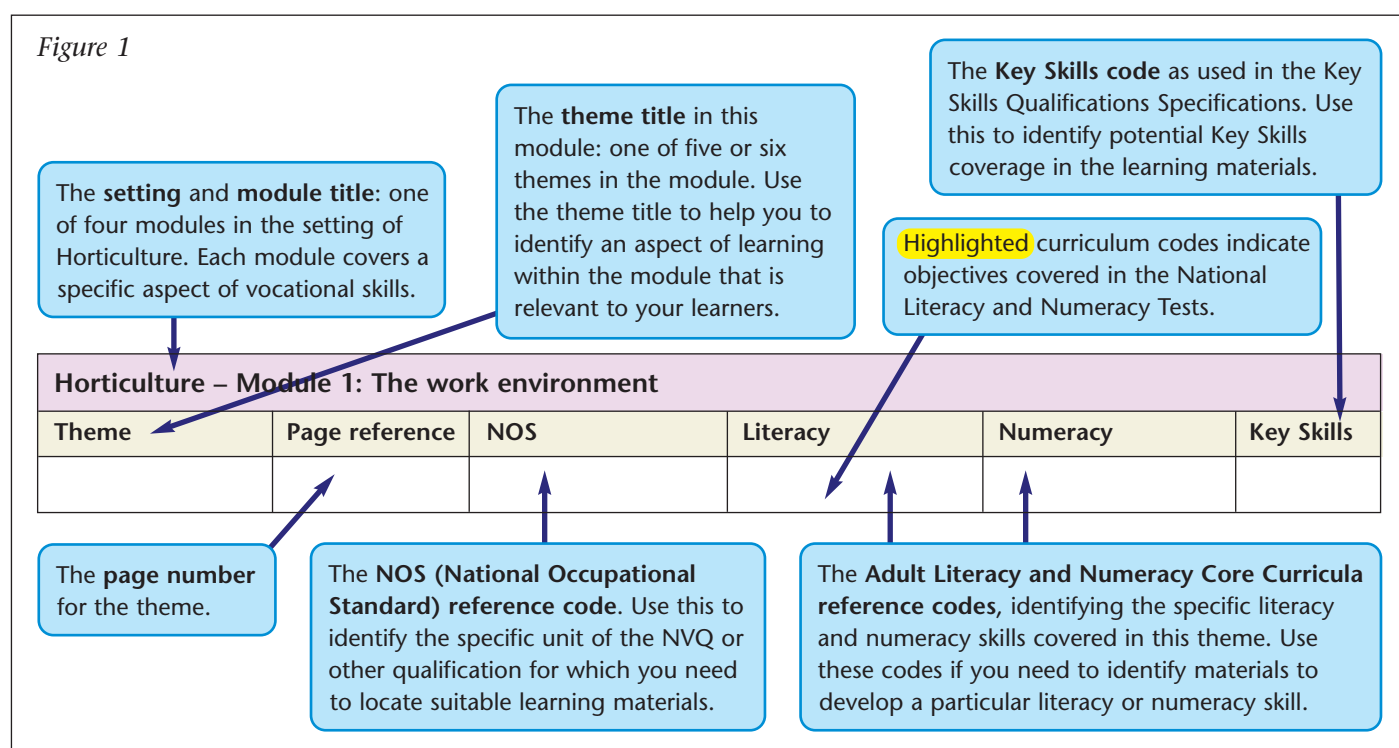 Figure 1
The setting and module title: one
of four modules in the setting of
Horticulture. Each module covers a
specific aspect of vocational skills.
The theme title in this
module: one of five or six
themes in the module. Use
the theme title to help you to
identify an aspect of learning
within the module that is
relevant to your learners.
The Key Skills code as used in the Key
Skills Qualifications Specifications. Use
this to identify potential Key Skills
coverage in the learning materials.
Highlighted curriculum codes indicate
objectives covered in the National
Literacy and Numeracy Tests.
Horticulture – Module 1: The work environment
Theme Page reference NOS Literacy Numeracy Key Skills
The page number
for the theme.
The NOS (National Occupational
Standard) reference code. Use this to
identify the specific unit of the NVQ or
other qualification for which you need
to locate suitable learning materials.
The Adult Literacy and Numeracy Core Curricula
reference codes, identifying the specific literacy
and numeracy skills covered in this theme. Use
these codes if you need to identify materials to
develop a particular literacy or numeracy skill.